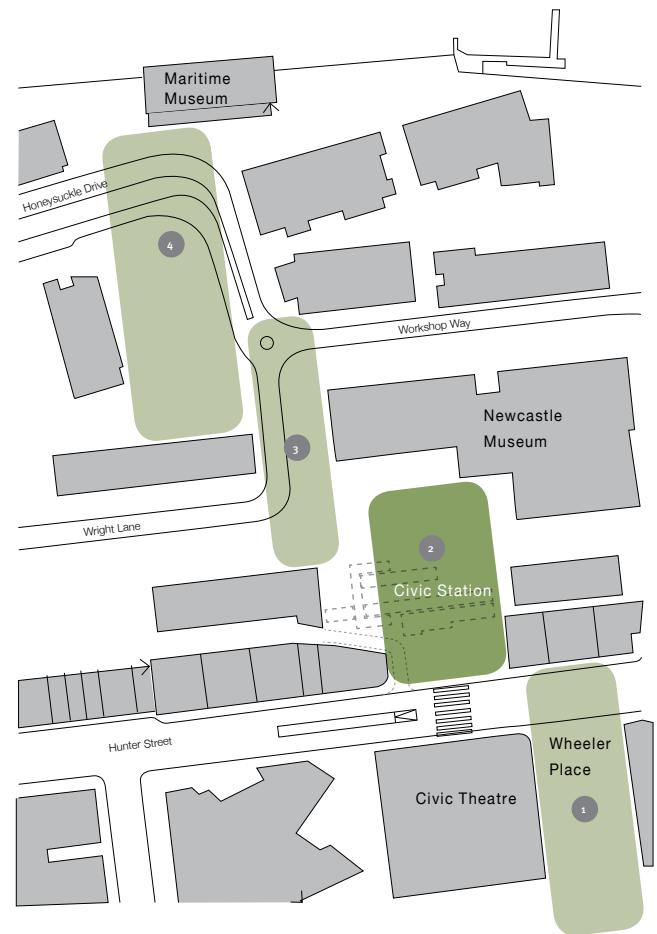 Maritime
Museum
Honeysuckle Drive
4
Workshop Way
Newcastle
Museum
3
Wright Lane
2
Civic Station
Hunter Street
Wheeler
Place
Civic Theatre
1